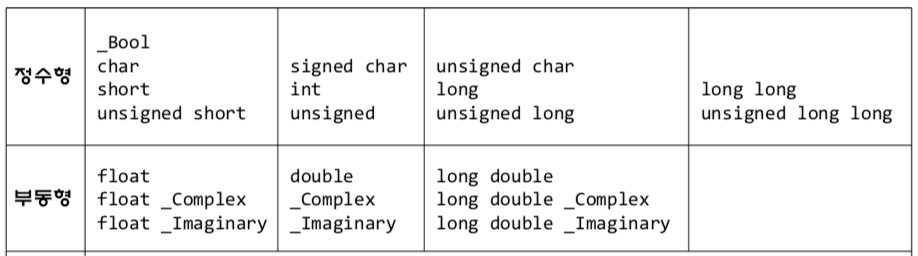 _Bool
정수형 char signed char unsigned char
short int long long long
unsigned short unsigned unsigned long unsigned long long
float double long double
부동형 float _Complex _Complex long double _Complex
float _Imaginary _Imaginary long double _Imaginary